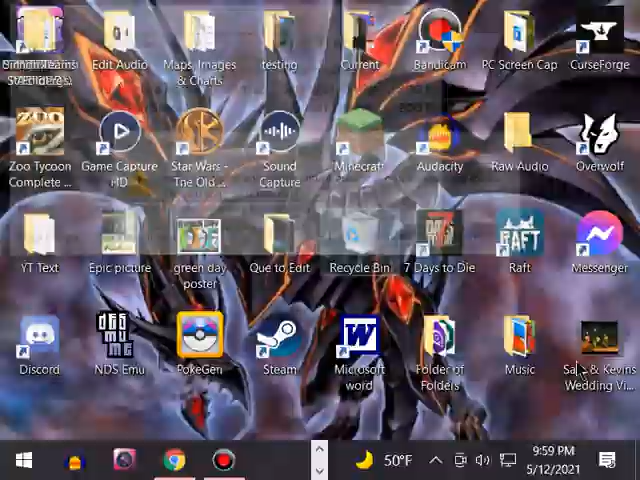 Edit Audio
Maps, Images
& Charts
testing
Current
Bandicam
PC Screen Cap
CurseForge
ZOO
Zoo Tycoon
Complete ...
Game Capture
HD
Star Wars -
The Old ...
Sound
Capture
Minecraft
Audacity
Raw Audio
Overwolf
YT Text
Epic picture
green day
poster
Que to Edit
Recycle Bin
7 Days to Die
RAFT
Raft
Messenger
Discord
NDS Emu
PokeGen
Steam
W
Microsoft
word
Folder of
Folders
Music
& Kevins
Wedding Vi...
50°F
9:59 PM
5/12/2021